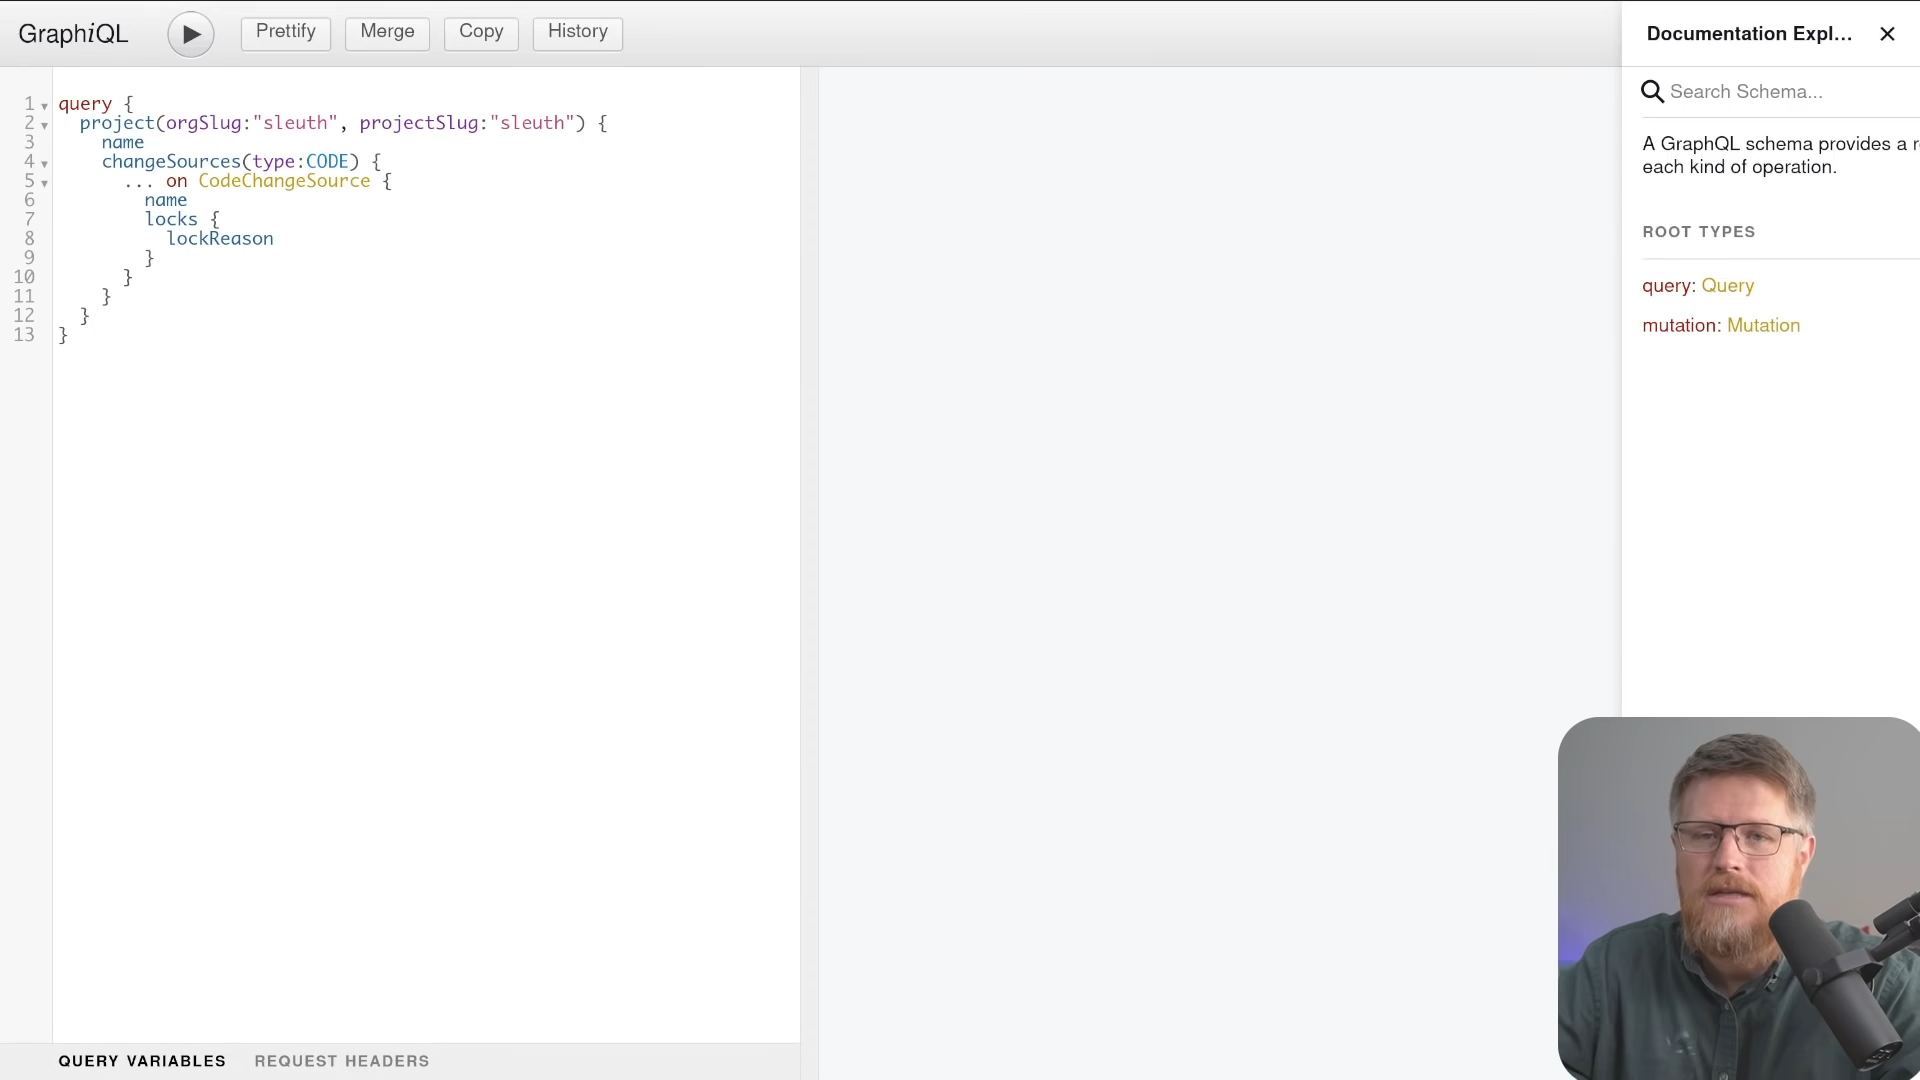 GraphiQL
Prettify
Merge
Copy
History
1 query {
2 project(orgSlug:"sleuth", projectSlug:"sleuth") {
3 name
4 changeSources(type:CODE) {
5 ... on CodeChangeSource {
6 name
7 locks {
8 lockReason
9 }
10 }
11 }
12 }
13 }
QUERY VARIABLES
REQUEST HEADERS
Documentation Expl...
Search Schema...
A GraphQL schema provides a r
each kind of operation.
ROOT TYPES
query: Query
mutation: Mutation